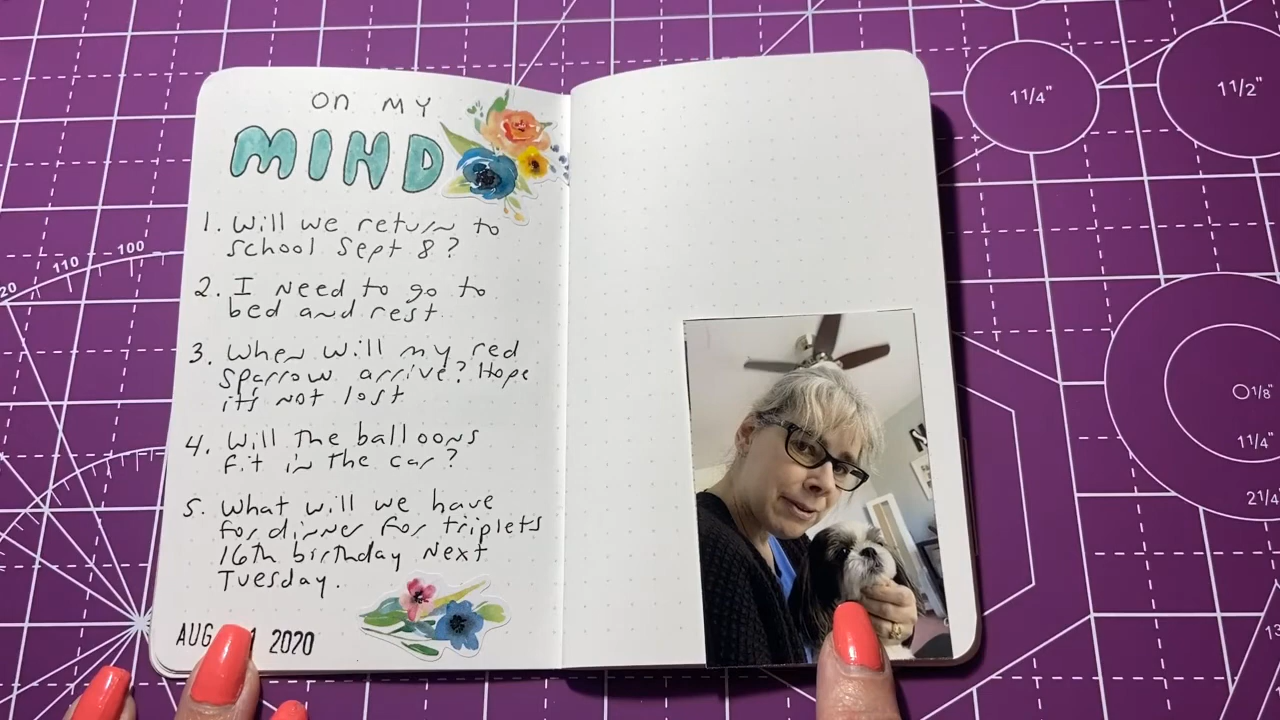 on my
MIND
1. Will we return to
school Sept 8?
2. I need to go to
bed and rest
3. When will my red
sparrow arrive? Hope
it's not lost
4. Will the balloons
fit in the car?
5. What will we have
for dinner for triplets
16th birthday Next
Tuesday.
AUG 1 2020
1 1/4"
1 1/2"
100
110
20
1/8"
1 1/4"
2 1/4